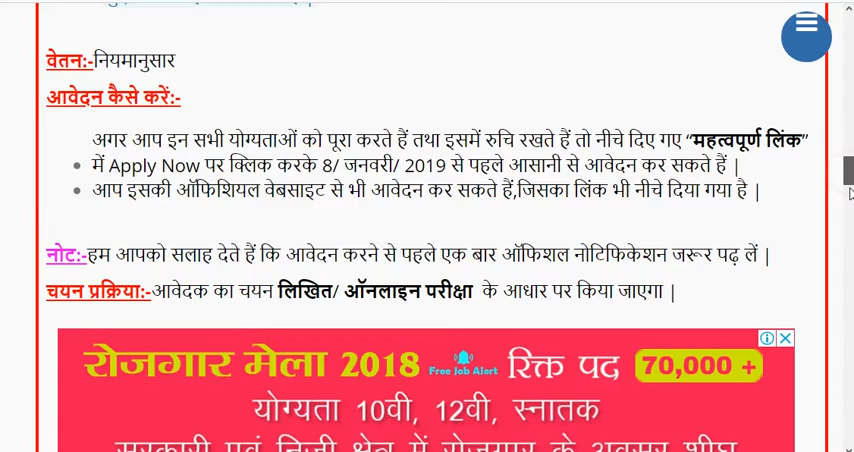 वेतन:-नियमानुसार
आवेदन कैसे करें:-
अगर आप इन सभी योग्यताओं को पूरा करते हैं तथा इसमें रुचि रखते हैं तो नीचे दिए गए “महत्वपूर्ण लिंक”
में Apply Now पर क्लिक करके 8/ जनवरी/ 2019 से पहले आसानी से आवेदन कर सकते हैं |
आप इसकी ऑफिशियल वेबसाइट से भी आवेदन कर सकते हैं,जिसका लिंक भी नीचे दिया गया है |
नोट:-हम आपको सलाह देते हैं कि आवेदन करने से पहले एक बार ऑफिशल नोटिफिकेशन जरूर पढ़ लें |
चयन प्रक्रिया:-आवेदक का चयन लिखित/ ऑनलाइन परीक्षा के आधार पर किया जाएगा |
रोजगार मेला 2018 Free Job Alert रिक्त पद 70,000 +
योग्यता 10वी, 12वी, स्नातक
सरकारी एवं निजी क्षेत्र में रोजगार के अवसर शीघ्र